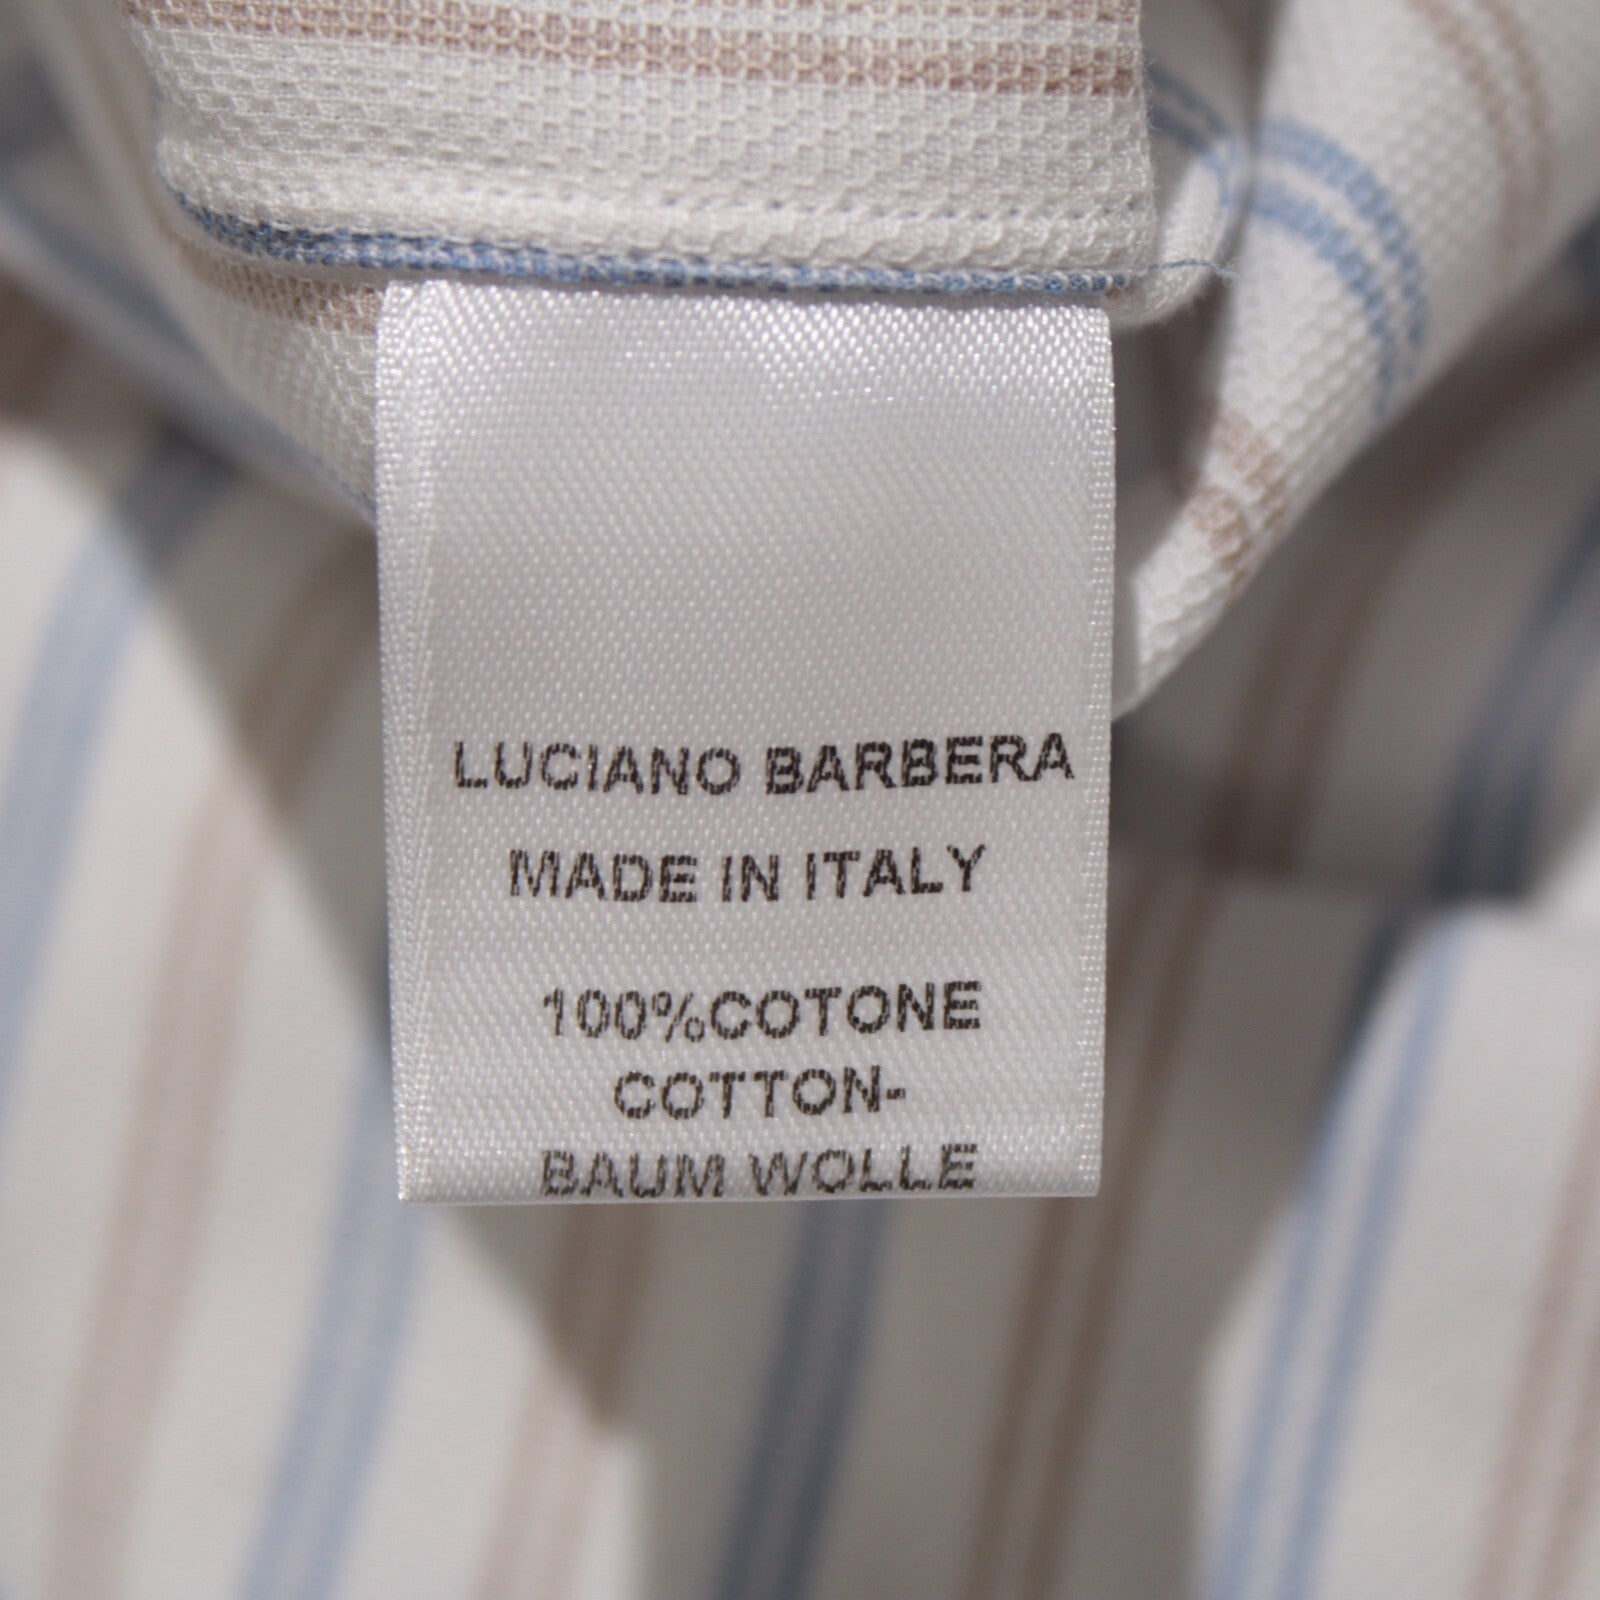 LUCIANO BARBERA
MADE IN ITALY
100%COTONE
COTTON-
BAUM WOLLE